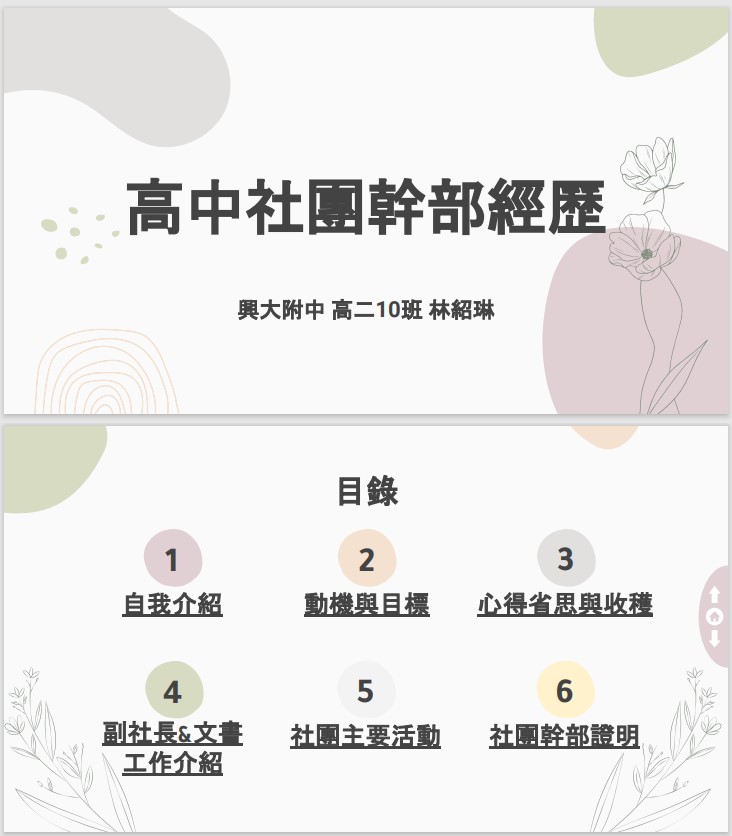 高中社團幹部經歷
興大附中 高二10班 林紹琳
目錄
1
2
3
自我介紹
動機與目標
心得省思與收穫
4
5
6
副社長&文書
工作介紹
社團主要活動
社團幹部證明